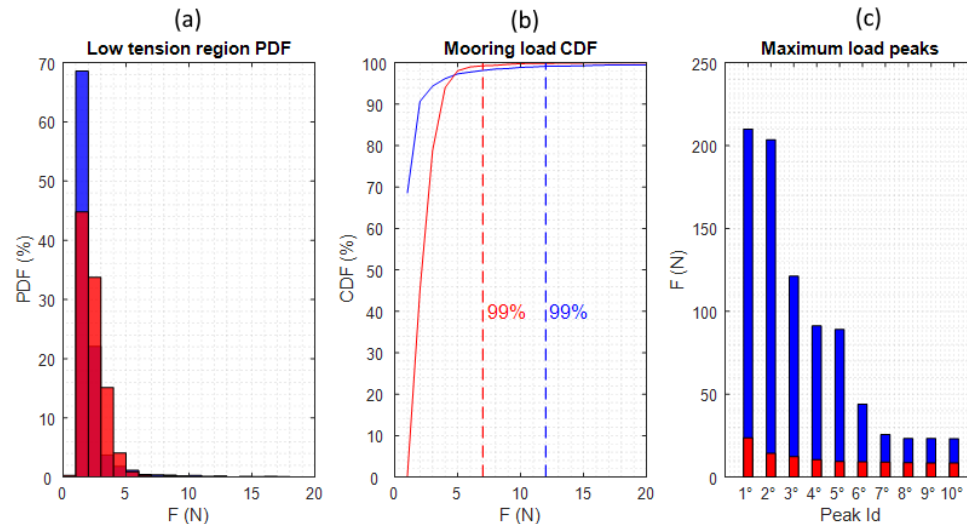 (a)
Low tension region PDF
70
60
50
40
30
20
10
0
PDF (%)
0 5 10 15 20
F (N)
(b)
Mooring load CDF
100
90
80
70
60
50
40
30
20
10
0
CDF (%)
99% 99%
0 5 10 15 20
F (N)
(c)
Maximum load peaks
250
200
150
100
50
0
F (N)
1° 2° 3° 4° 5° 6° 7° 8° 9° 10°
Peak Id